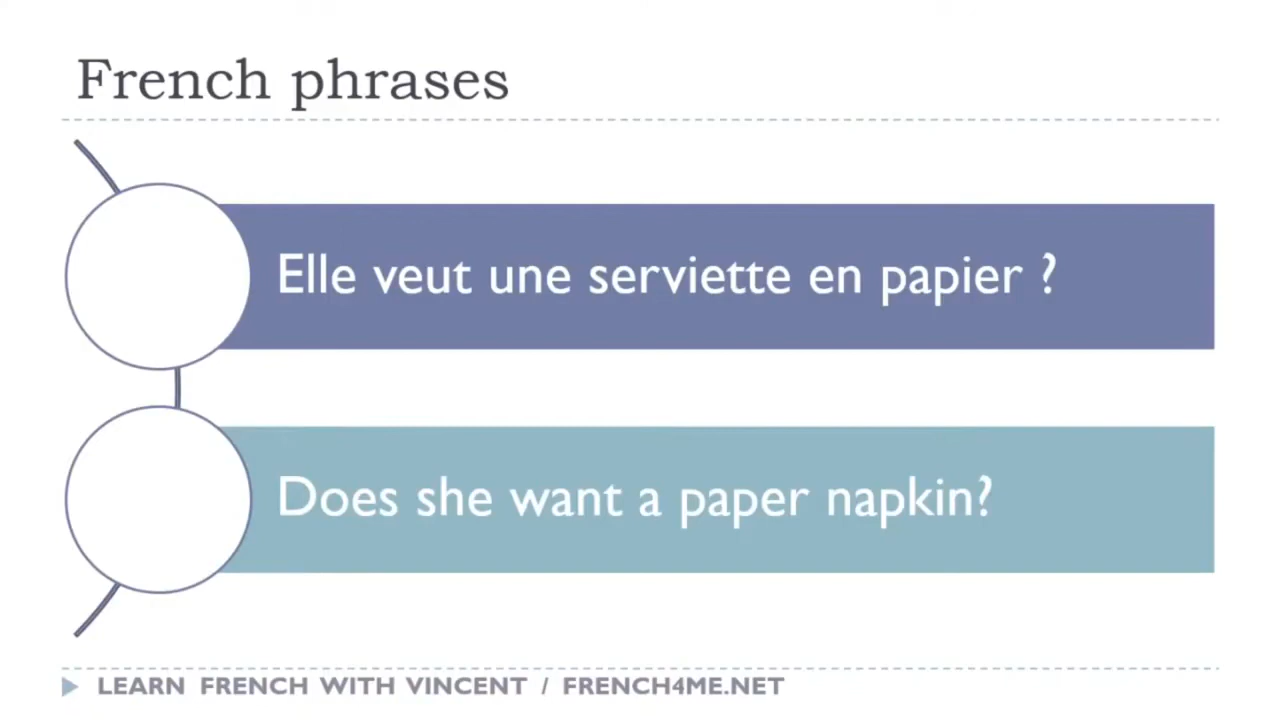 French phrases
Elle veut une serviette en papier ?
Does she want a paper napkin?
LEARN FRENCH WITH VINCENT / FRENCH4ME.NET